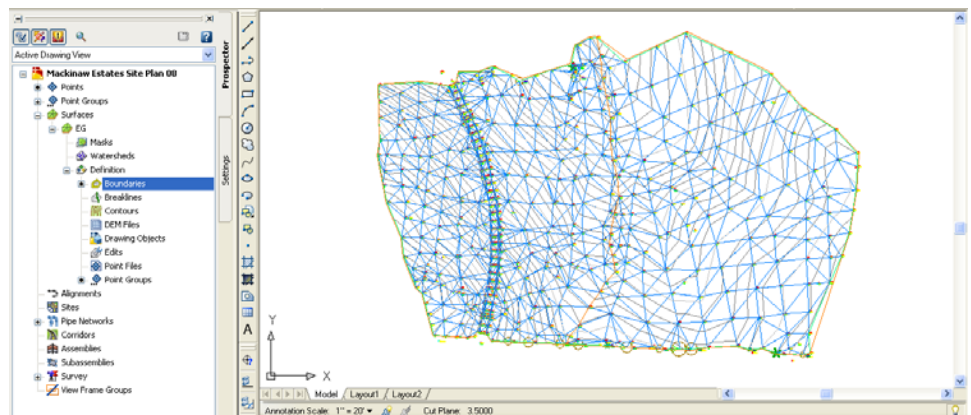 Active Drawing View
Mackinaw Estates Site Plan 08
Points
Point Groups
Surfaces
EG
Masks
Watersheds
Definition
Boundaries
Breaklines
Contours
DEM Files
Drawing Objects
Edits
Point Files
Point Groups
Alignments
Sites
Pipe Networks
Corridors
Assemblies
Subassemblies
Survey
View Frame Groups
Prospector
Settings
A
Y
X
Model / Layout1 / Layout2 /
Annotation Scale: 1" = 20' Cut Plane: 3.5000